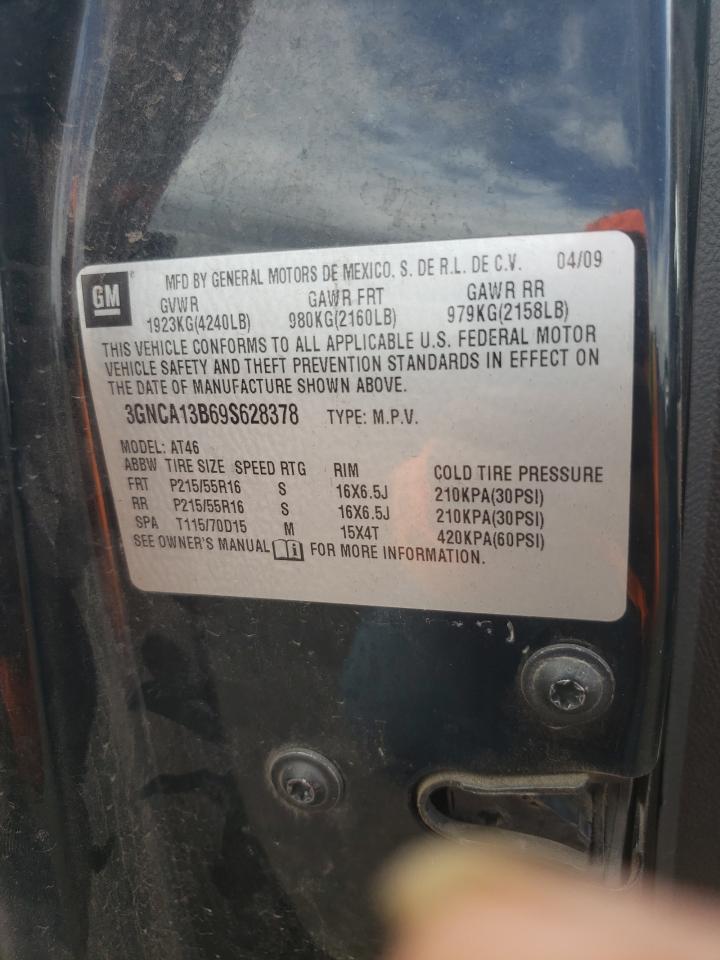 GM
MFD BY GENERAL MOTORS DE MEXICO, S. DE R.L. DE C.V. 04/09
GVWR GAWR FRT GAWR RR
1923KG(4240LB) 980KG(2160LB) 979KG(2158LB)
THIS VEHICLE CONFORMS TO ALL APPLICABLE U.S. FEDERAL MOTOR
VEHICLE SAFETY AND THEFT PREVENTION STANDARDS IN EFFECT ON
THE DATE OF MANUFACTURE SHOWN ABOVE.
3GNCA13B69S628378 TYPE: M.P.V.
MODEL: AT46
ABBW TIRE SIZE SPEED RTG RIM COLD TIRE PRESSURE
FRT P215/55R16 S 16X6.5J 210KPA(30PSI)
RR P215/55R16 S 16X6.5J 210KPA(30PSI)
SPA T115/70D15 M 15X4T 420KPA(60PSI)
SEE OWNER'S MANUAL FOR MORE INFORMATION.